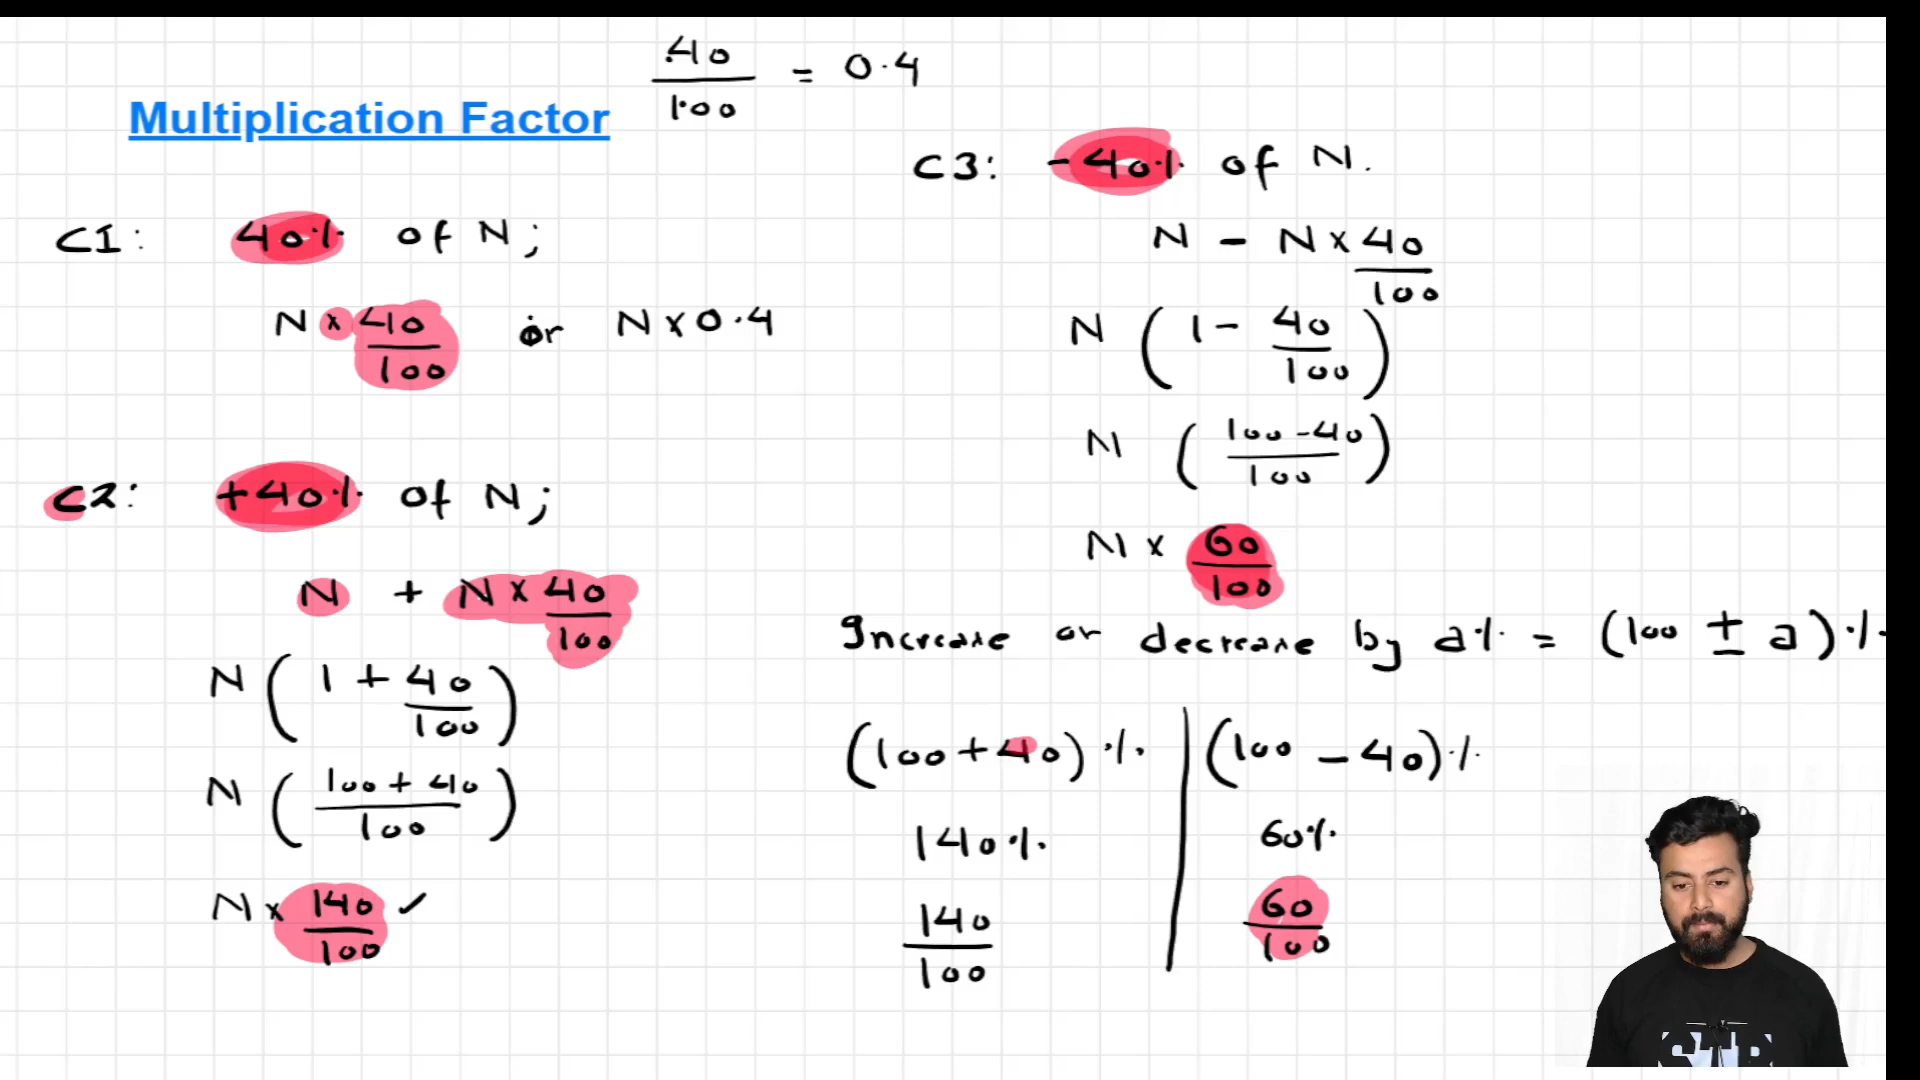 40/100 = 0.4
Multiplication Factor
C1: 40% of N;
N × 40/100 or N × 0.4
C2: +40% of N;
N + N × 40/100
N (1 + 40/100)
N ((100 + 40)/100)
N × 140/100 ✓
C3: -40% of N.
N - N × 40/100
N (1 - 40/100)
N ((100 - 40)/100)
N × 60/100
Increase or decrease by a% = (100 ± a)%
(100 + 40)%
140%
140/100
(100 - 40)%
60%
60/100